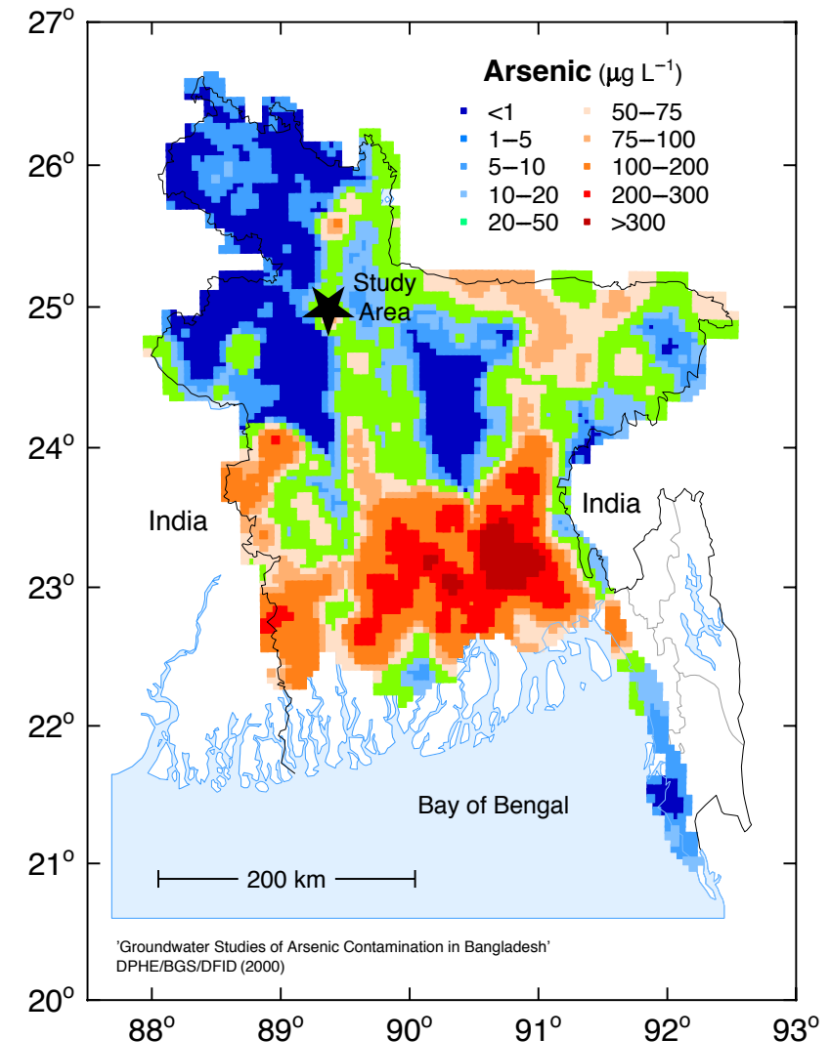 27°
26°
25°
24°
23°
22°
21°
20°
Arsenic (µg L⁻¹)
<1
1–5
5–10
10–20
20–50
50–75
75–100
100–200
200–300
>300
Study
Area
India
India
Bay of Bengal
200 km
'Groundwater Studies of Arsenic Contamination in Bangladesh'
DPHE/BGS/DFID (2000)
88° 89° 90° 91° 92° 93°